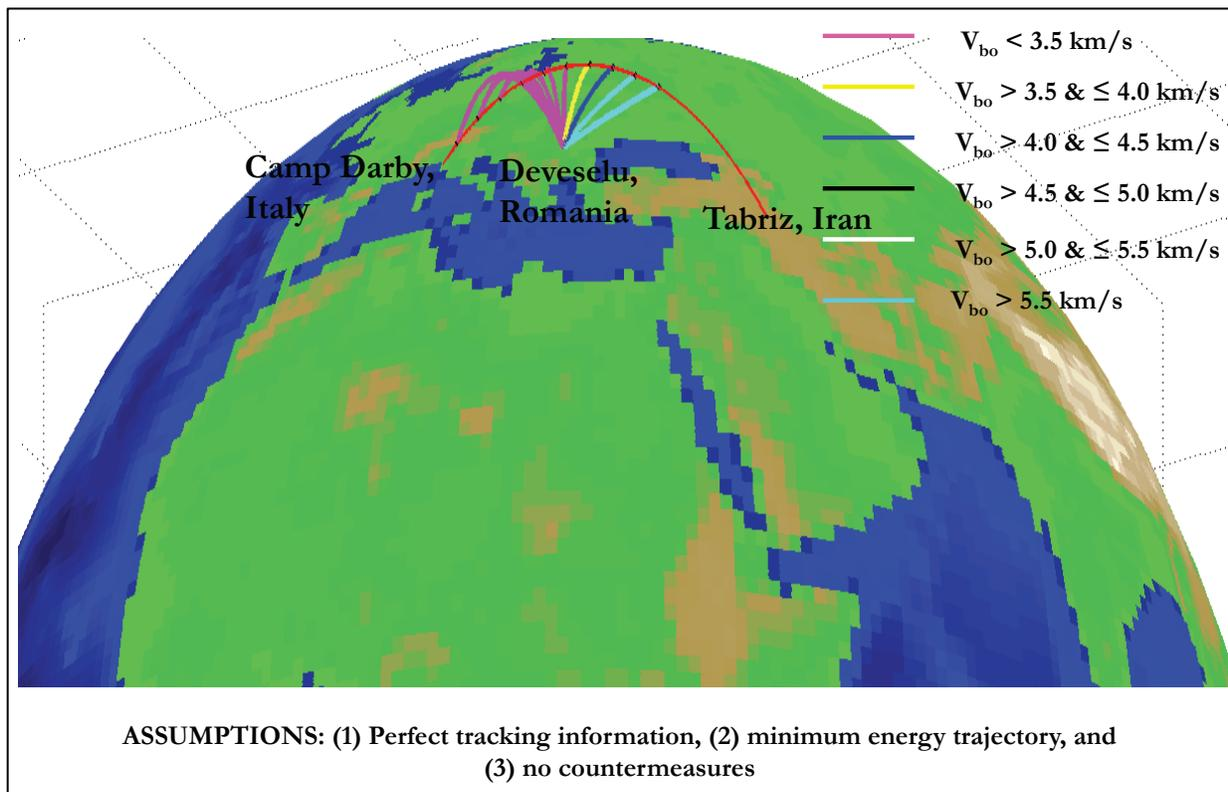 V_bo < 3.5 km/s
V_bo > 3.5 & ≤ 4.0 km/s
V_bo > 4.0 & ≤ 4.5 km/s
V_bo > 4.5 & ≤ 5.0 km/s
V_bo > 5.0 & ≤ 5.5 km/s
V_bo > 5.5 km/s
Camp Darby,
Italy
Deveselu,
Romania
Tabriz, Iran
ASSUMPTIONS: (1) Perfect tracking information, (2) minimum energy trajectory, and
(3) no countermeasures